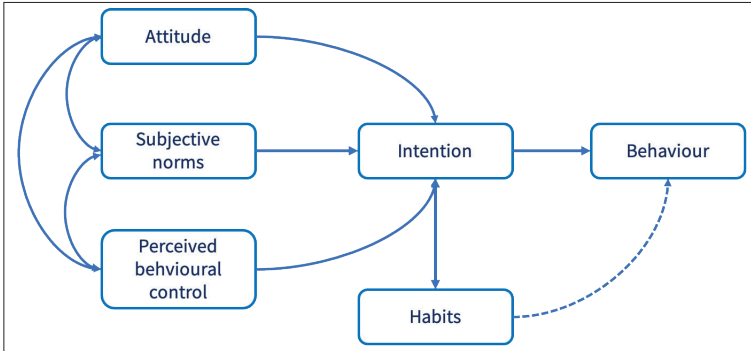 Attitude
Subjective
norms
Intention
Behaviour
Perceived
behvioural
control
Habits